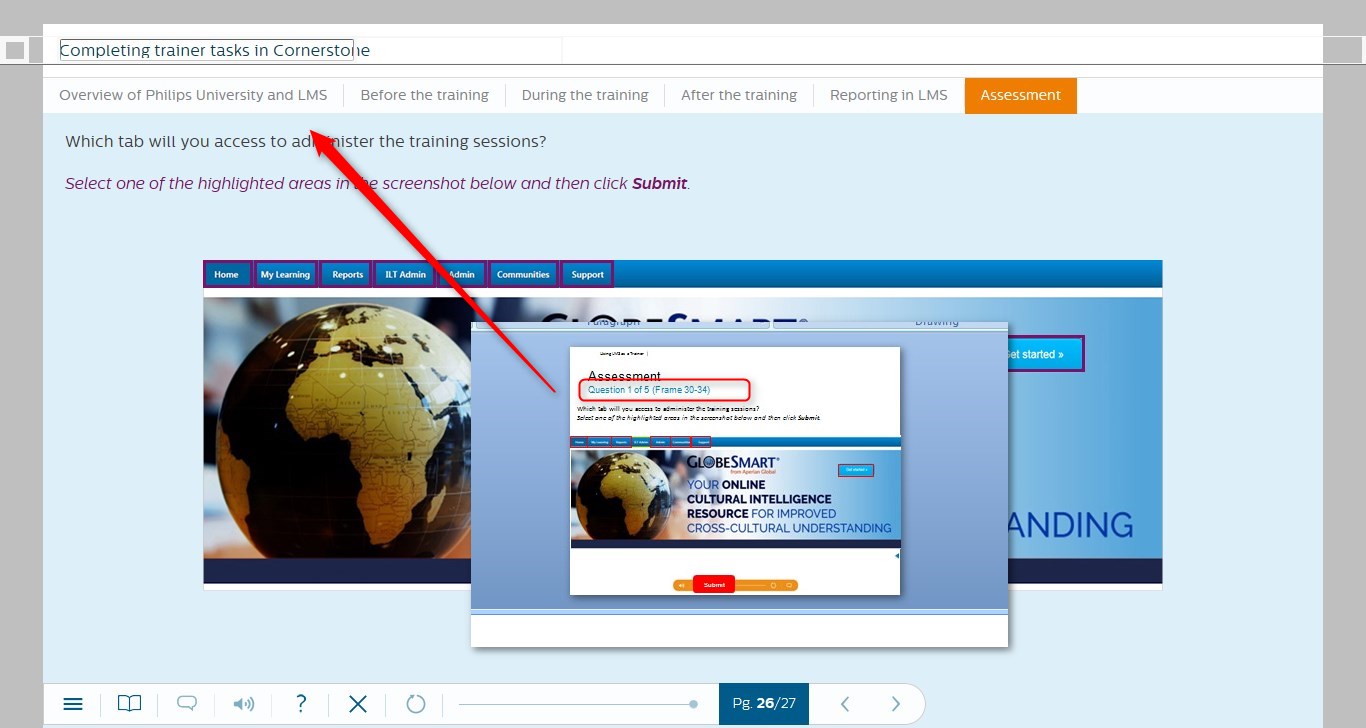 Completing trainer tasks in Cornerstone
Overview of Philips University and LMS
Before the training
During the training
After the training
Reporting in LMS
Assessment
Which tab will you access to administer the training sessions?
Select one of the highlighted areas in the screenshot below and then click Submit.
Home
My Learning
Reports
ILT Admin
Admin
Communities
Support
GLOBESMART®
Get started »
ANDING
Paragraph
Drawing
Using LMS as a Trainer |
Assessment
Question 1 of 5 (Frame 30-34)
Which tab will you access to administer the training sessions?
Select one of the highlighted areas in the screenshot below and then click Submit.
Home
My Learning
Reports
ILT Admin
Admin
Communities
Support
GLOBESMART®
from Aperian Global
Get started »
YOUR ONLINE
CULTURAL INTELLIGENCE
RESOURCE FOR IMPROVED
CROSS-CULTURAL UNDERSTANDING
Submit
?
Pg. 26/27